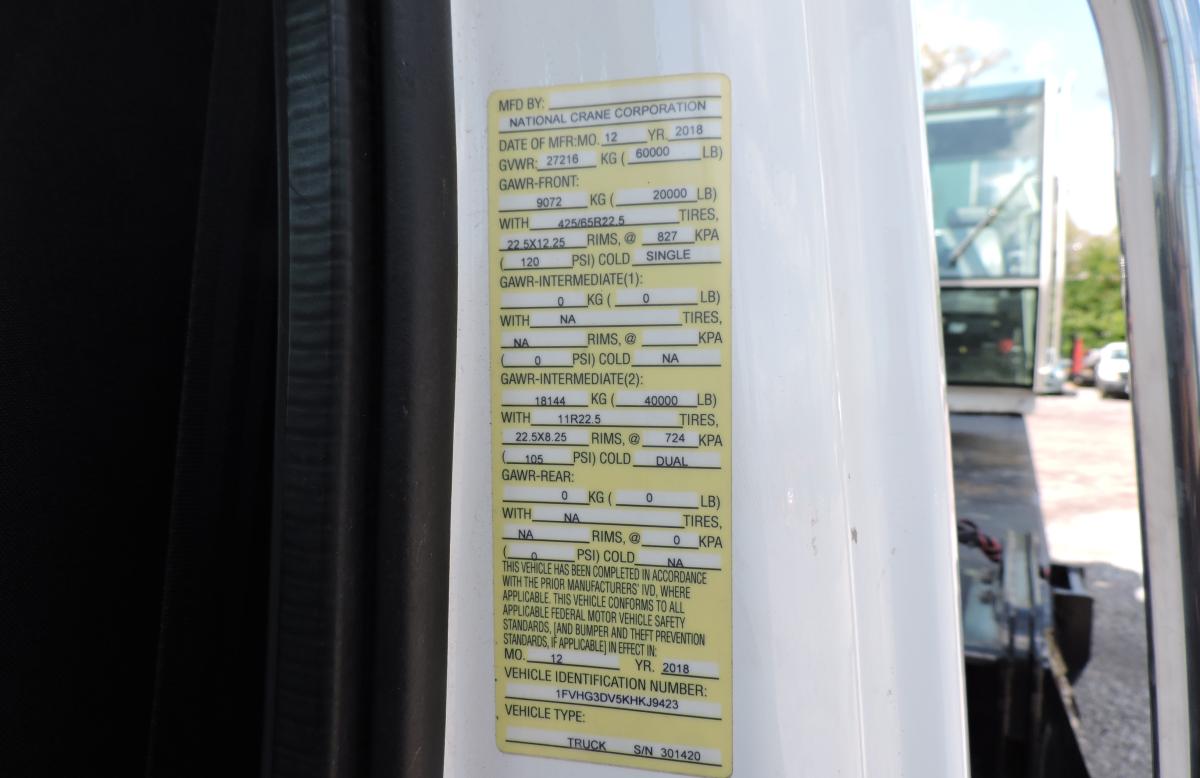 MFD BY:
NATIONAL CRANE CORPORATION
DATE OF MFR:MO. 12 YR. 2018
GVWR: 27216 KG ( 60000 LB)
GAWR-FRONT:
9072 KG ( 20000 LB)
WITH 425/65R22.5 TIRES,
22.5X12.25 RIMS, @ 827 KPA
( 120 PSI) COLD SINGLE
GAWR-INTERMEDIATE(1):
0 KG ( 0 LB)
WITH NA TIRES,
NA RIMS, @ KPA
( 0 PSI) COLD NA
GAWR-INTERMEDIATE(2):
18144 KG ( 40000 LB)
WITH 11R22.5 TIRES,
22.5X8.25 RIMS, @ 724 KPA
( 105 PSI) COLD DUAL
GAWR-REAR:
0 KG ( 0 LB)
WITH NA TIRES,
NA RIMS, @ 0 KPA
( 0 PSI) COLD NA
THIS VEHICLE HAS BEEN COMPLETED IN ACCORDANCE
WITH THE PRIOR MANUFACTURERS' IVD, WHERE
APPLICABLE. THIS VEHICLE CONFORMS TO ALL
APPLICABLE FEDERAL MOTOR VEHICLE SAFETY
STANDARDS, [AND BUMPER AND THEFT PREVENTION
STANDARDS, IF APPLICABLE] IN EFFECT IN:
MO. 12 YR. 2018
VEHICLE IDENTIFICATION NUMBER:
1FVHG3DV5KHKJ9423
VEHICLE TYPE:
TRUCK S/N 301420